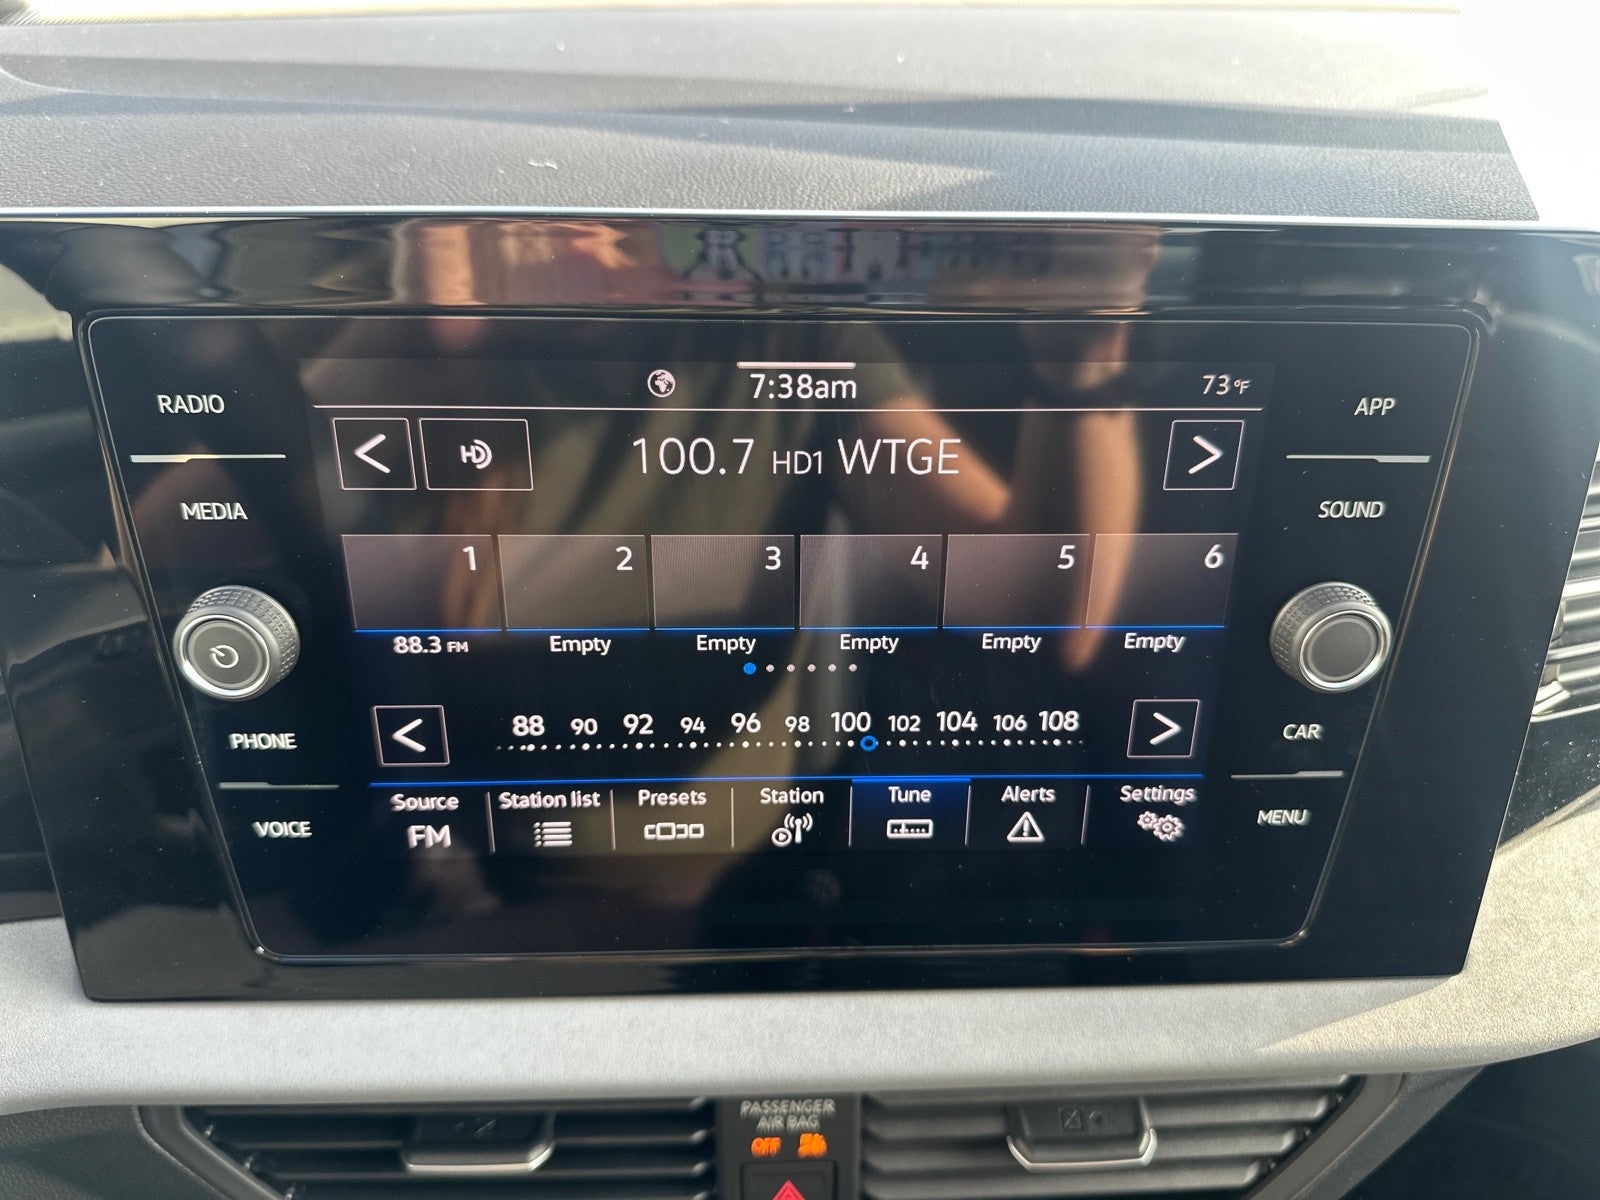 7:38am
73°F
RADIO
APP
< HD 100.7 HD1 WTGE >
MEDIA
SOUND
1 2 3 4 5 6
88.3 FM Empty Empty Empty Empty Empty
< 88 90 92 94 96 98 100 102 104 106 108 >
PHONE
CAR
Source Station list Presets Station Tune Alerts Settings
FM
VOICE
MENU
PASSENGER
AIR BAG
OFF